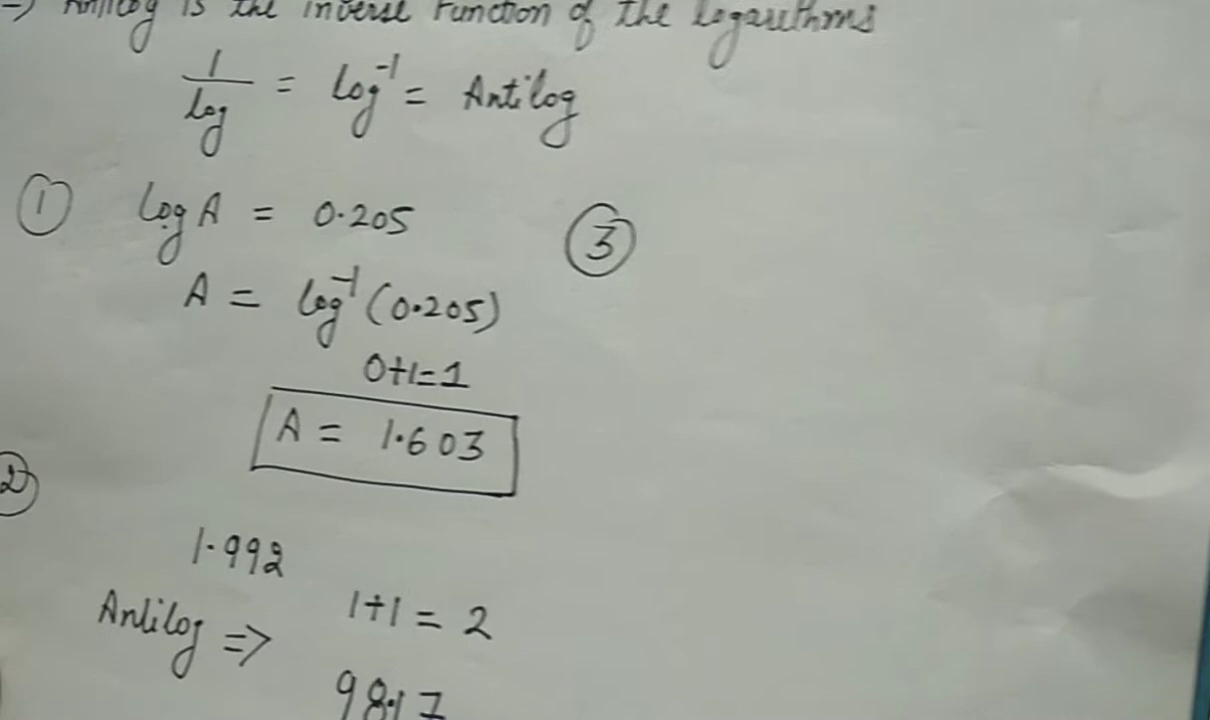 => Antilog is the inverse function of the logarithms
1/log = log⁻¹ = Antilog
① log A = 0.205
③
A = log⁻¹ (0.205)
0+1=1
A = 1.603
②
1.992
Antilog => 1+1 = 2
98.17